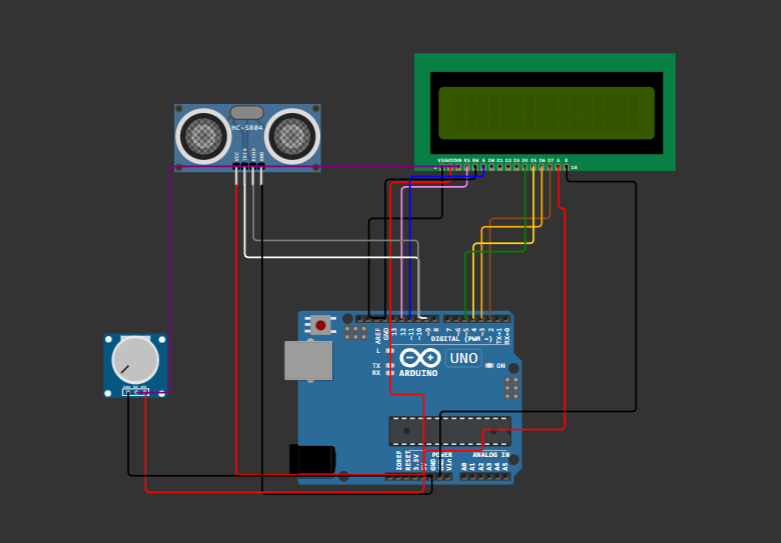 HC-SR04
VCC
TRIG
ECHO
GND
VSS VDD V0 RS RW E D0 D1 D2 D3 D4 D5 D6 D7 A K
16
AREF
GND
13
12
~11
~10
~9
8
7
~6
~5
4
~3
2
TX→1
RX←0
DIGITAL (PWM ~)
L
TX
RX
UNO
ARDUINO
ON
IOREF
RESET
3.3V
GND
Vin
POWER
ANALOG IN
A0
A1
A2
A3
A4
A5